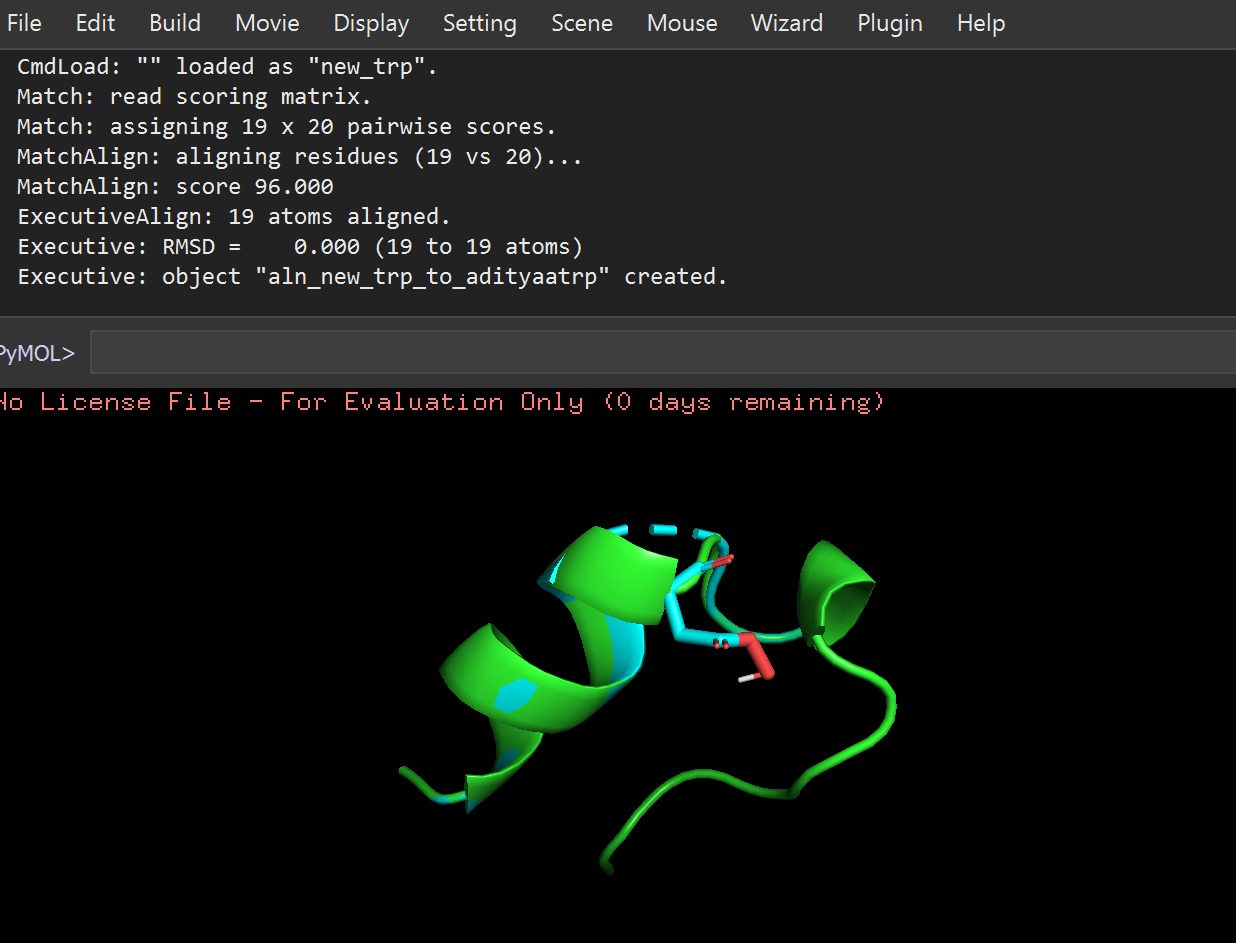 File Edit Build Movie Display Setting Scene Mouse Wizard Plugin Help
CmdLoad: "" loaded as "new_trp".
Match: read scoring matrix.
Match: assigning 19 x 20 pairwise scores.
MatchAlign: aligning residues (19 vs 20)...
MatchAlign: score 96.000
ExecutiveAlign: 19 atoms aligned.
Executive: RMSD =    0.000 (19 to 19 atoms)
Executive: object "aln_new_trp_to_adityaatrp" created.
PyMOL>
No License File - For Evaluation Only (0 days remaining)